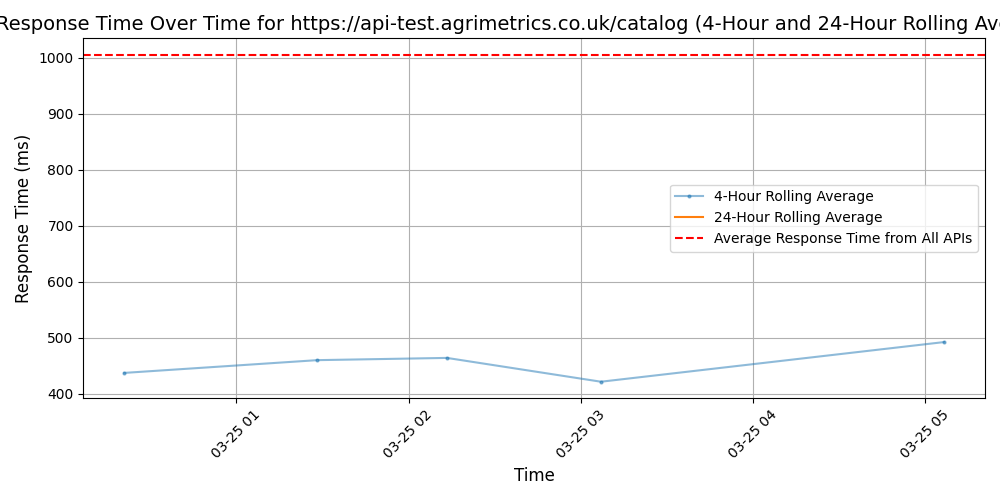 Response Time Over Time for https://api-test.agrimetrics.co.uk/catalog (4-Hour and 24-Hour Rolling
Response Time (ms)
1000
900
800
700
600
500
400
4-Hour Rolling Average
24-Hour Rolling Average
Average Response Time from All APIs
03-25 01
03-25 02
03-25 03
03-25 04
03-25 05
Time